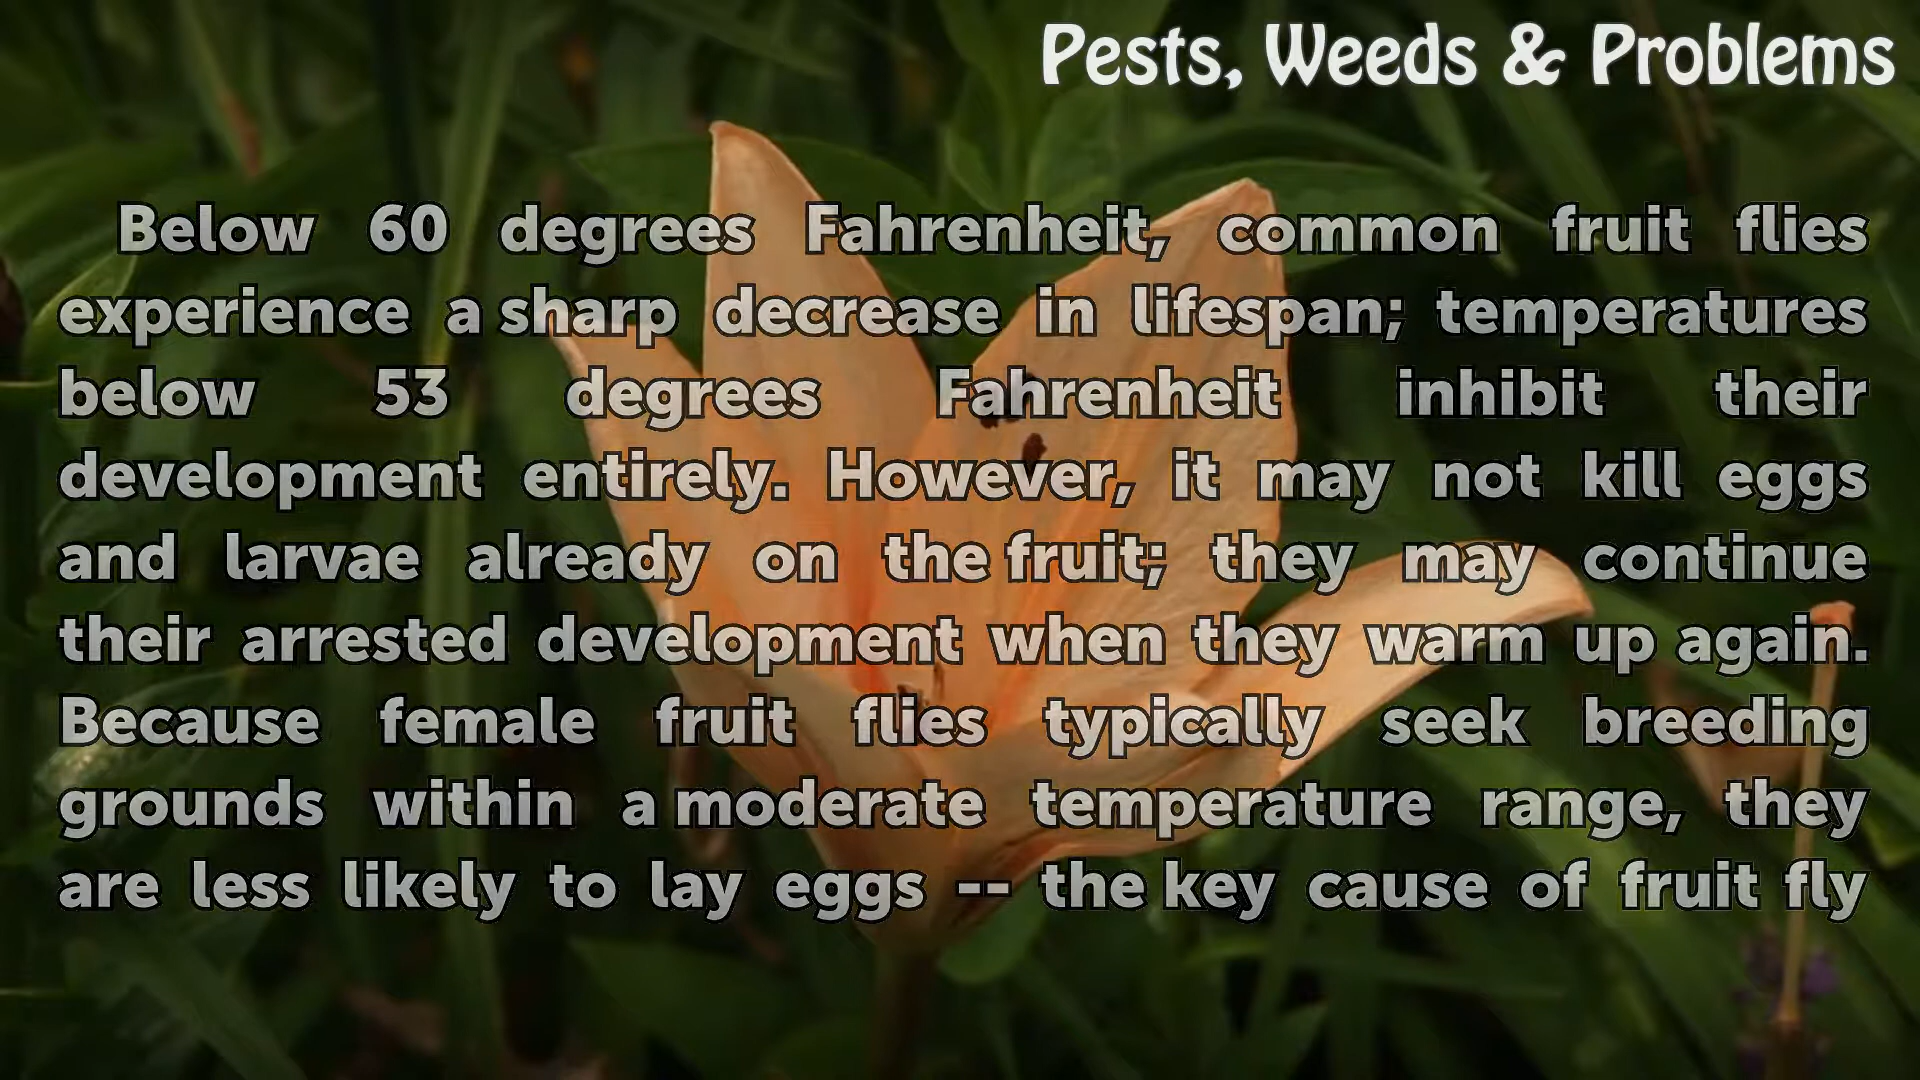 Pests, Weeds & Problems
Below 60 degrees Fahrenheit, common fruit flies
experience a sharp decrease in lifespan; temperatures
below 53 degrees Fahrenheit inhibit their
development entirely. However, it may not kill eggs
and larvae already on the fruit; they may continue
their arrested development when they warm up again.
Because female fruit flies typically seek breeding
grounds within a moderate temperature range, they
are less likely to lay eggs -- the key cause of fruit fly